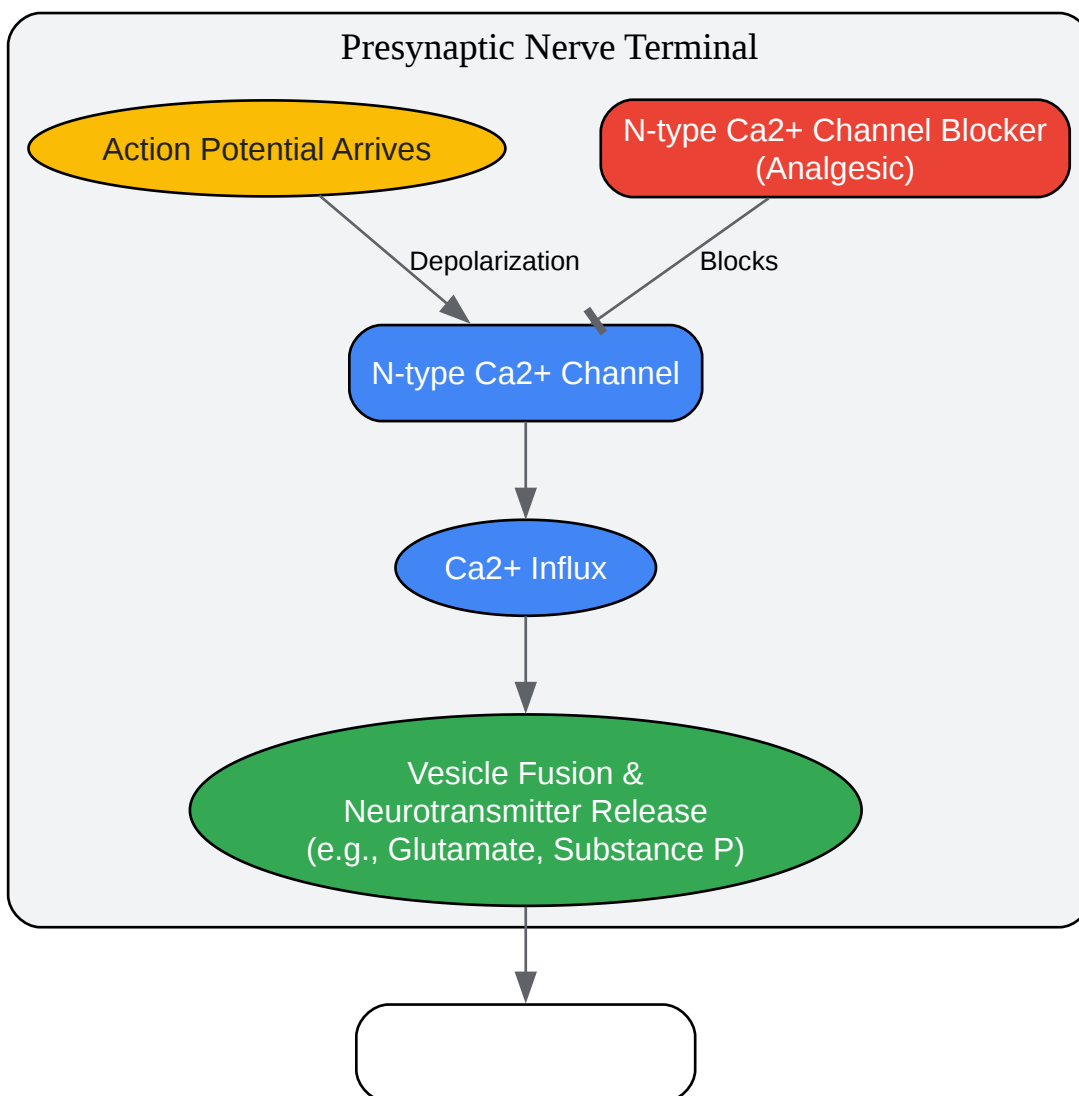 Presynaptic Nerve Terminal
Action Potential Arrives
N-type Ca2+ Channel Blocker
(Analgesic)
Depolarization
Blocks
N-type Ca2+ Channel
Ca2+ Influx
Vesicle Fusion &
Neurotransmitter Release
(e.g., Glutamate, Substance P)